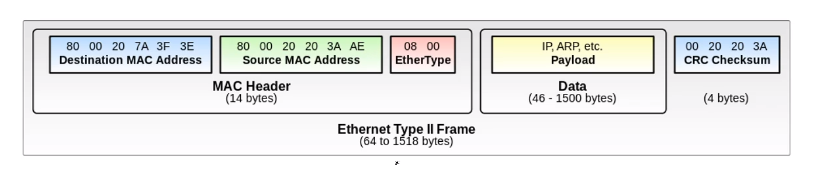 80 00 20 7A 3F 3E
Destination MAC Address
80 00 20 20 3A AE
Source MAC Address
08 00
EtherType
IP, ARP, etc.
Payload
00 20 20 3A
CRC Checksum
MAC Header
(14 bytes)
Data
(46 - 1500 bytes)
(4 bytes)
Ethernet Type II Frame
(64 to 1518 bytes)